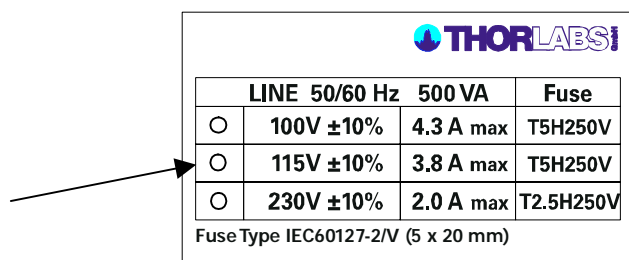 THORLABS GmbH
LINE 50/60 Hz 500 VA Fuse
100V ±10% 4.3 A max T5H250V
115V ±10% 3.8 A max T5H250V
230V ±10% 2.0 A max T2.5H250V
Fuse Type IEC60127-2/V (5 x 20 mm)